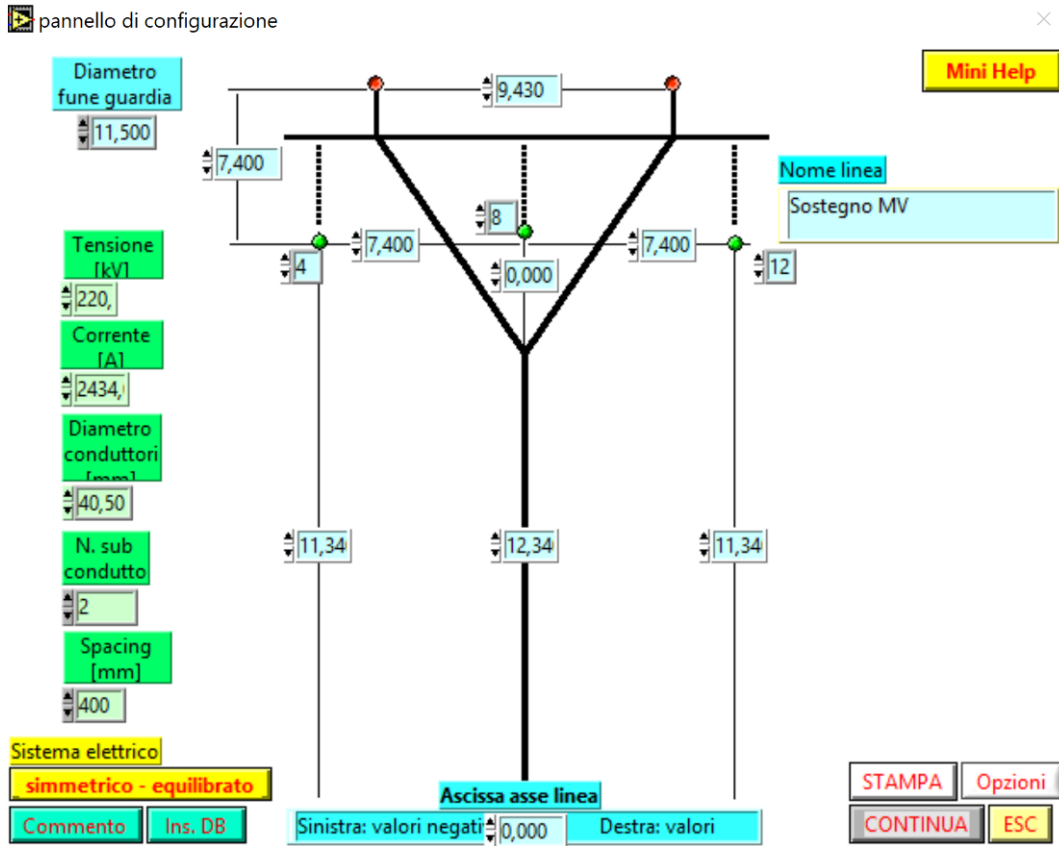 pannello di configurazione
Diametro
fune guardia
11,500
9,430
Mini Help
7,400
Nome linea
Sostegno MV
8
Tensione
[kV]
220,
7,400
7,400
4
0,000
12
Corrente
[A]
2434,
Diametro
conduttori
[mm]
40,50
N. sub
condutto
2
11,34
12,34
11,34
Spacing
[mm]
400
Sistema elettrico
simmetrico - equilibrato
Commento
Ins. DB
Ascissa asse linea
Sinistra: valori negati
0,000
Destra: valori
STAMPA
Opzioni
CONTINUA
ESC